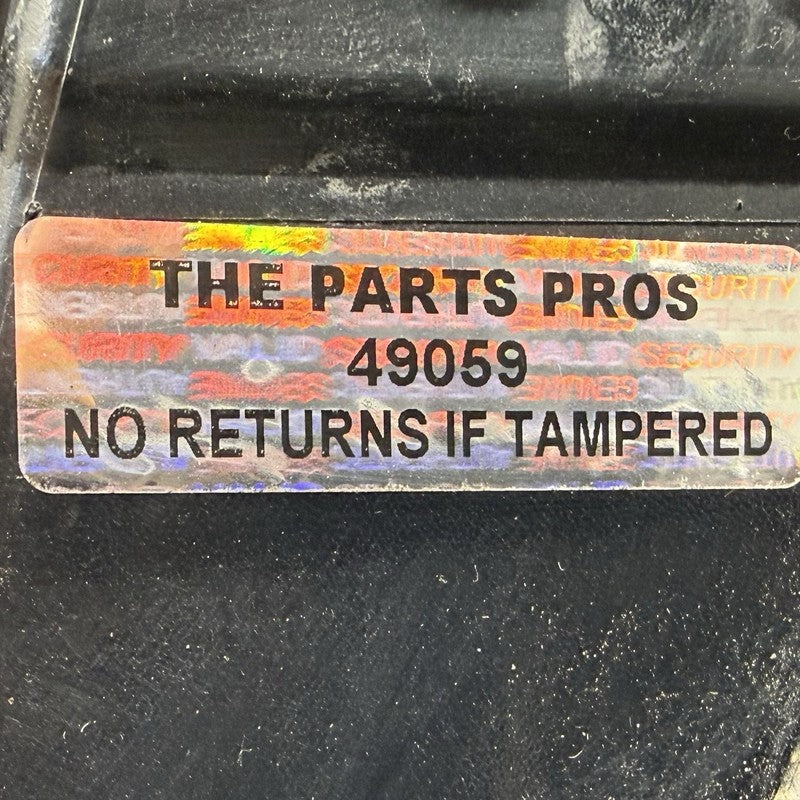 THE PARTS PROS
49059
NO RETURNS IF TAMPERED